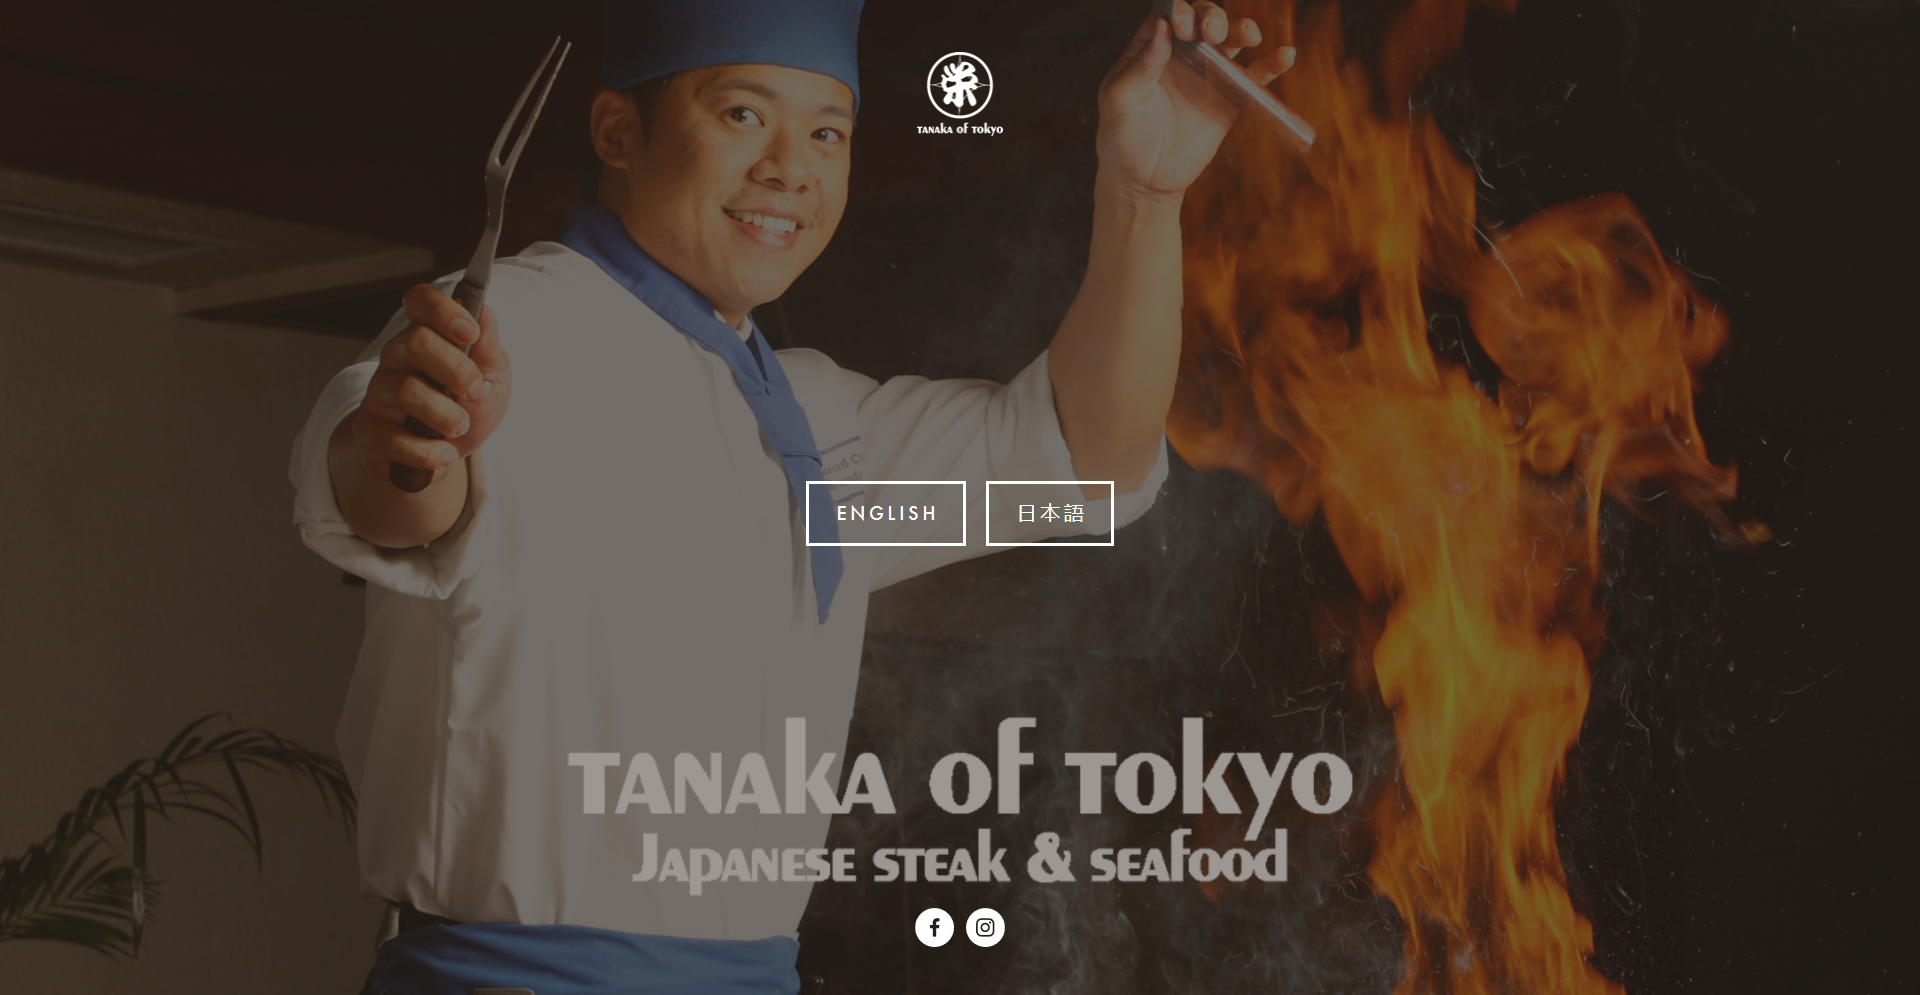 TANAKA of TOKYO
ENGLISH
日本語
TANAKA of TOKYO
JAPANESE STEAK & SEAFOOD